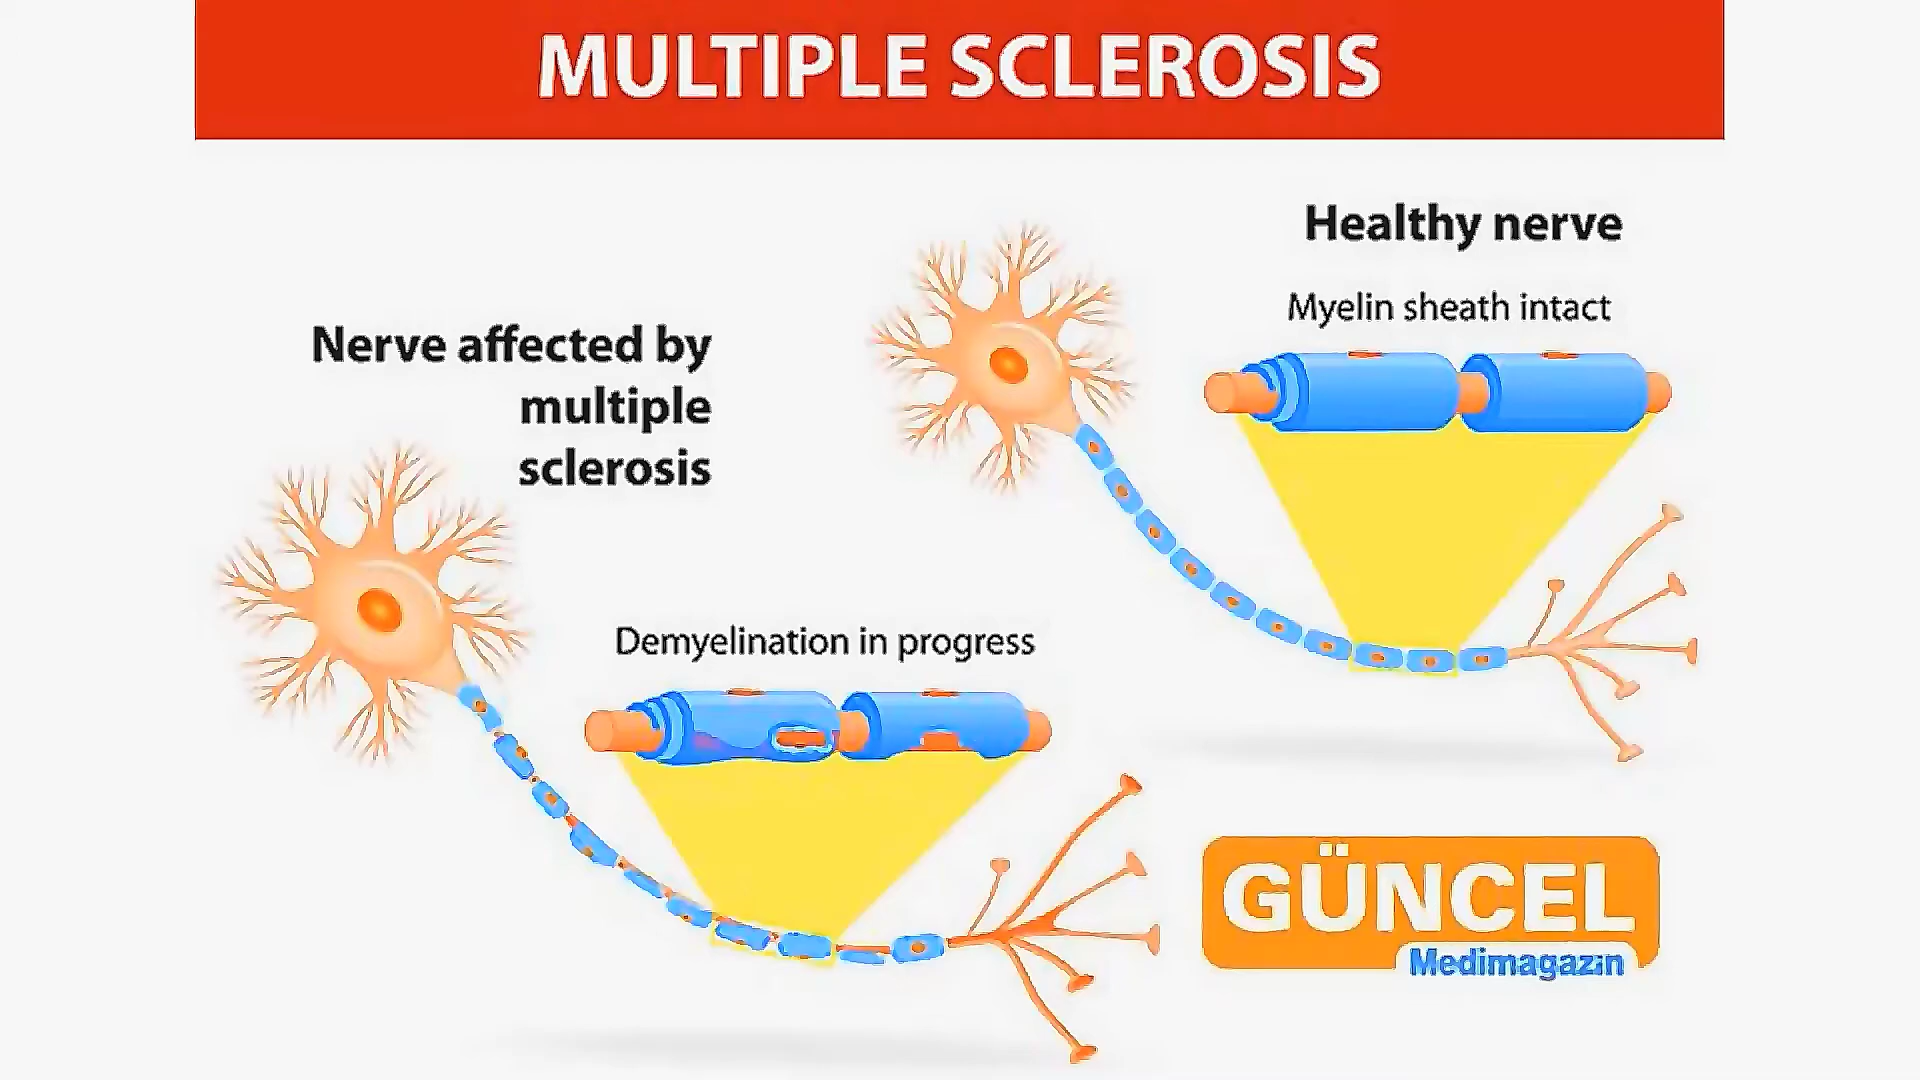 MULTIPLE SCLEROSIS
Healthy nerve
Myelin sheath intact
Nerve affected by
multiple
sclerosis
Demyelination in progress
GÜNCEL
Medimagazin